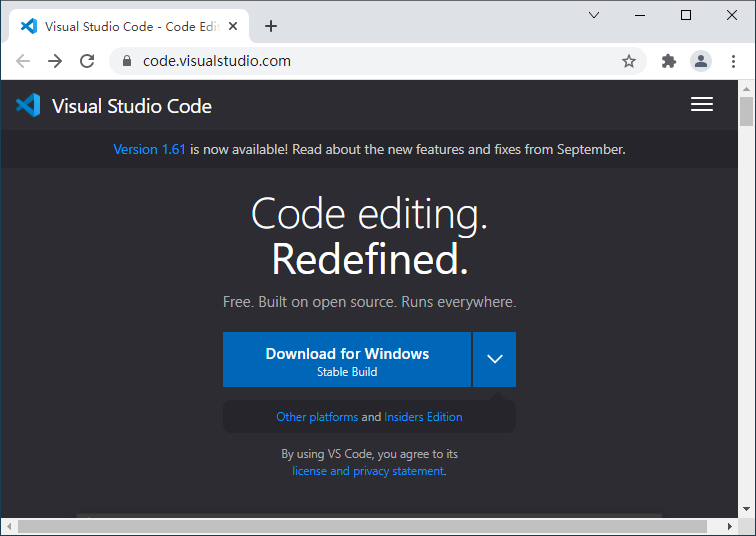 Visual Studio Code - Code Edit
code.visualstudio.com
Visual Studio Code
Version 1.61 is now available! Read about the new features and fixes from September.
Code editing.
Redefined.
Free. Built on open source. Runs everywhere.
Download for Windows
Stable Build
Other platforms and Insiders Edition
By using VS Code, you agree to its
license and privacy statement.